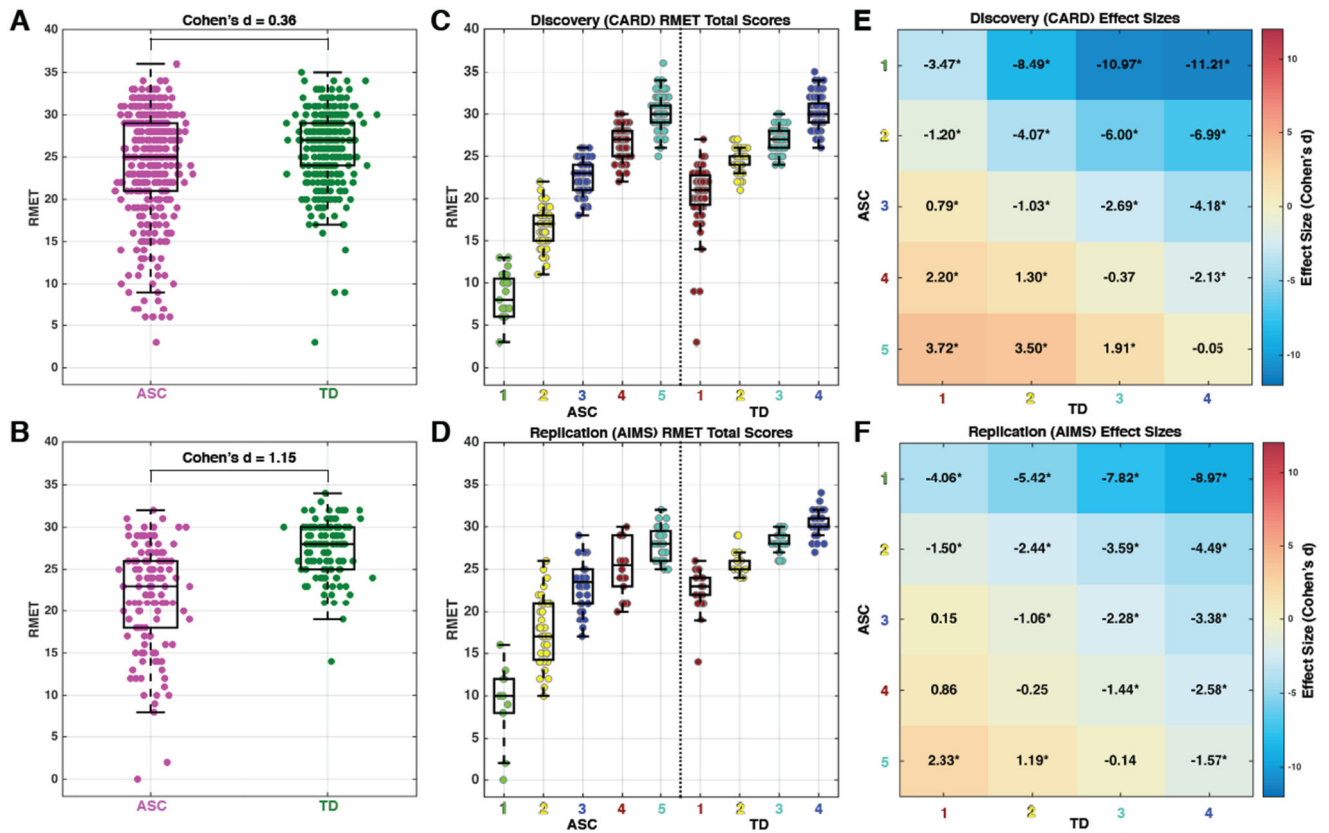 A
Cohen's d = 0.36
RMET
40
35
30
25
20
15
10
5
0
ASC TD
B
Cohen's d = 1.15
RMET
40
35
30
25
20
15
10
5
0
ASC TD
C
Discovery (CARD) RMET Total Scores
RMET
40
35
30
25
20
15
10
5
0
1 2 3 4 5 1 2 3 4
ASC TD
D
Replication (AIMS) RMET Total Scores
RMET
40
35
30
25
20
15
10
5
0
1 2 3 4 5 1 2 3 4
ASC TD
E
Discovery (CARD) Effect Sizes
ASC
1 -3.47* -8.49* -10.97* -11.21*
2 -1.20* -4.07* -6.00* -6.99*
3 0.79* -1.03* -2.69* -4.18*
4 2.20* 1.30* -0.37 -2.13*
5 3.72* 3.50* 1.91* -0.05
1 2 3 4
TD
10
5
0
-5
-10
Effect Size (Cohen's d)
F
Replication (AIMS) Effect Sizes
ASC
1 -4.06* -5.42* -7.82* -8.97*
2 -1.50* -2.44* -3.59* -4.49*
3 0.15 -1.06* -2.28* -3.38*
4 0.86 -0.25 -1.44* -2.58*
5 2.33* 1.19* -0.14 -1.57*
1 2 3 4
TD
10
5
0
-5
-10
Effect Size (Cohen's d)